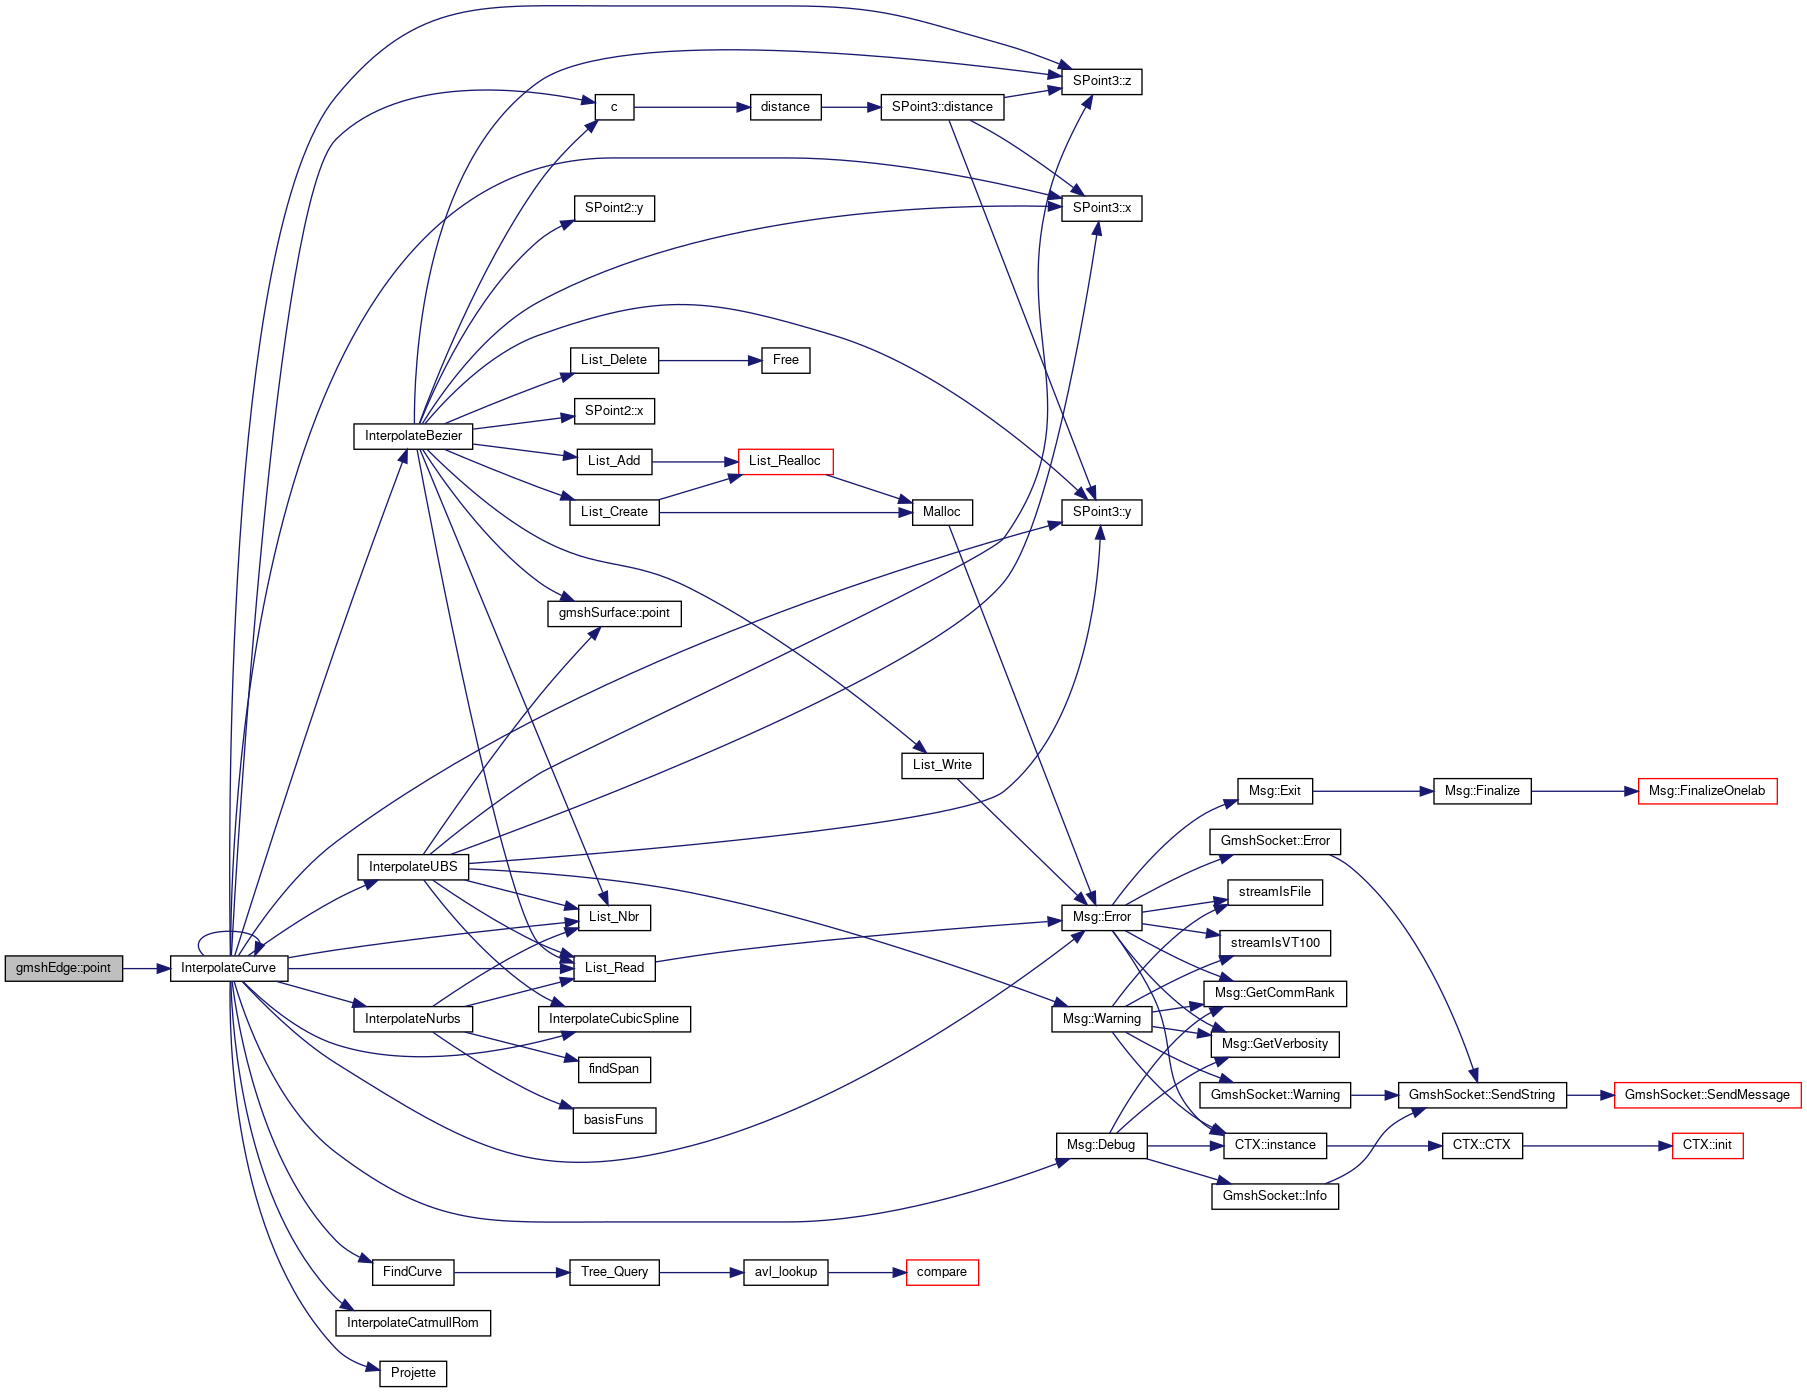 SPoint3::z
c
distance
SPoint3::distance
SPoint2::y
SPoint3::x
List_Delete
Free
SPoint2::x
InterpolateBezier
List_Add
List_Realloc
List_Create
Malloc
SPoint3::y
gmshSurface::point
List_Write
Msg::Exit
Msg::Finalize
Msg::FinalizeOnelab
GmshSocket::Error
InterpolateUBS
streamIsFile
List_Nbr
Msg::Error
streamIsVT100
gmshEdge::point
InterpolateCurve
List_Read
Msg::GetCommRank
InterpolateNurbs
InterpolateCubicSpline
Msg::Warning
Msg::GetVerbosity
findSpan
GmshSocket::Warning
GmshSocket::SendString
GmshSocket::SendMessage
basisFuns
Msg::Debug
CTX::instance
CTX::CTX
CTX::init
GmshSocket::Info
FindCurve
Tree_Query
avl_lookup
compare
InterpolateCatmullRom
Projette